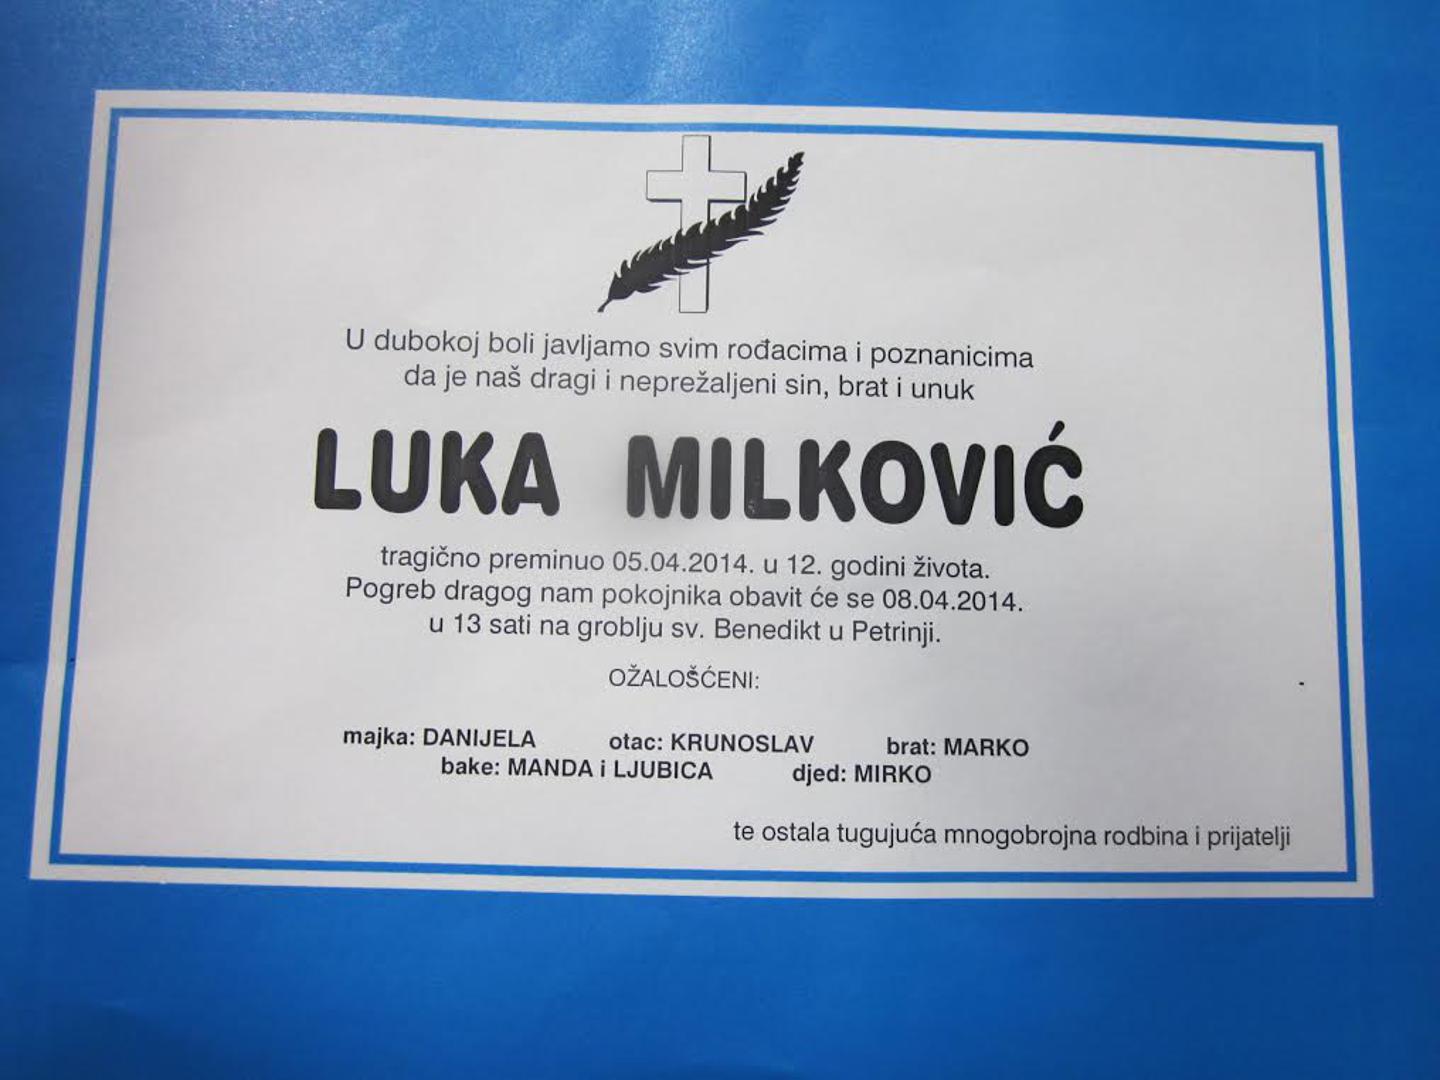 U dubokoj boli javljamo svim rođacima i poznanicima
da je naš dragi i neprežaljeni sin, brat i unuk
LUKA MILKOVIĆ
tragično preminuo 05.04.2014. u 12. godini života.
Pogreb dragog nam pokojnika obavit će se 08.04.2014.
u 13 sati na groblju sv. Benedikt u Petrinji.
OŽALOŠĆENI:
majka: DANIJELA otac: KRUNOSLAV brat: MARKO
bake: MANDA i LJUBICA djed: MIRKO
te ostala tugujuća mnogobrojna rodbina i prijatelji